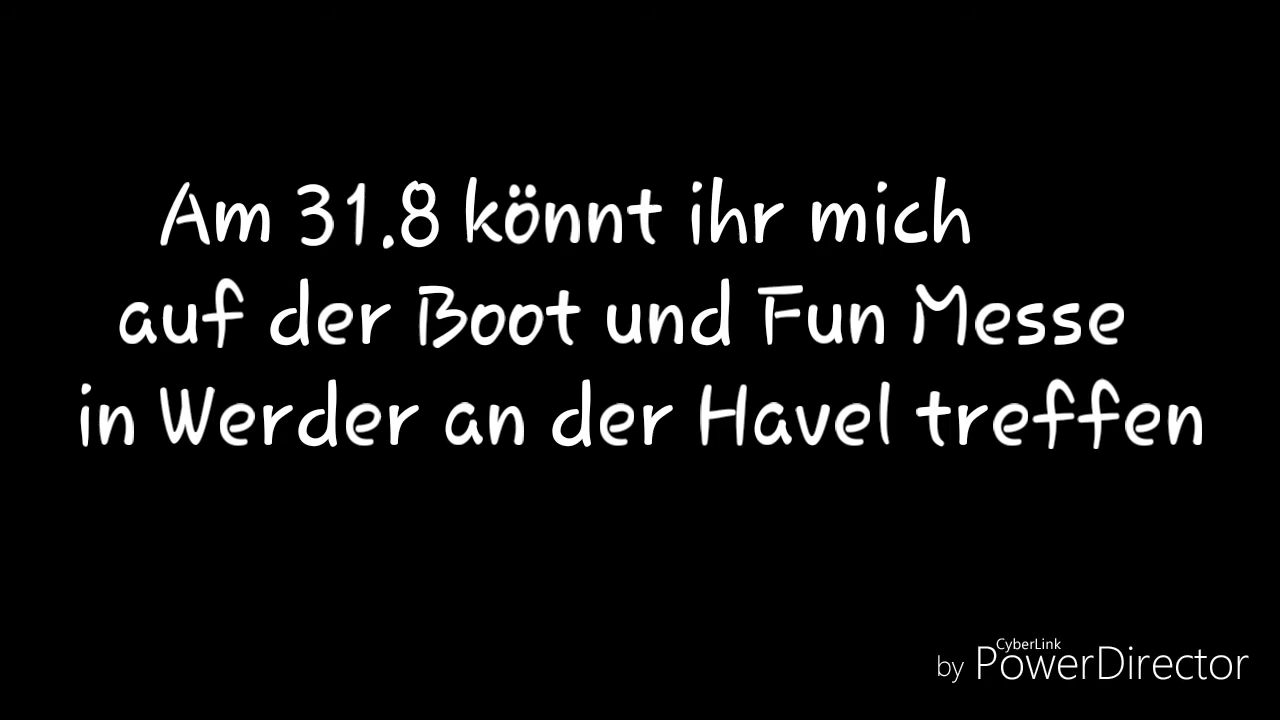 Am 31.8 könnt ihr mich
auf der Boot und Fun Messe
in Werder an der Havel treffen
CyberLink
by PowerDirector